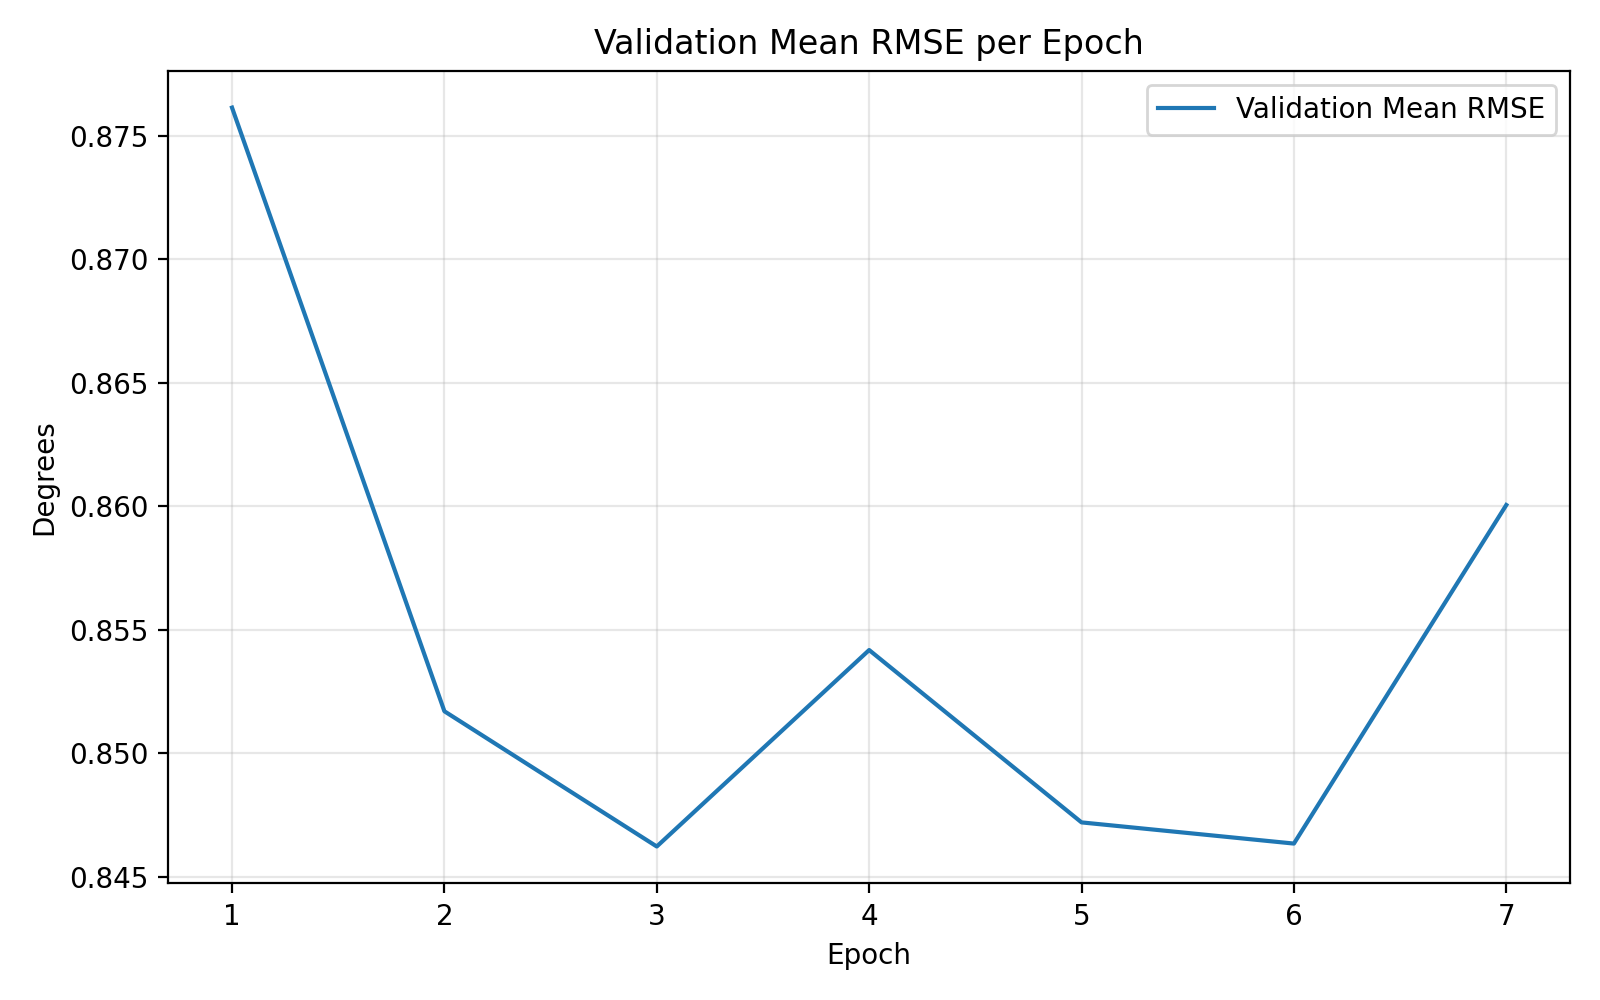 Validation Mean RMSE per Epoch
Validation Mean RMSE
0.875
0.870
0.865
0.860
0.855
0.850
0.845
Degrees
1 2 3 4 5 6 7
Epoch